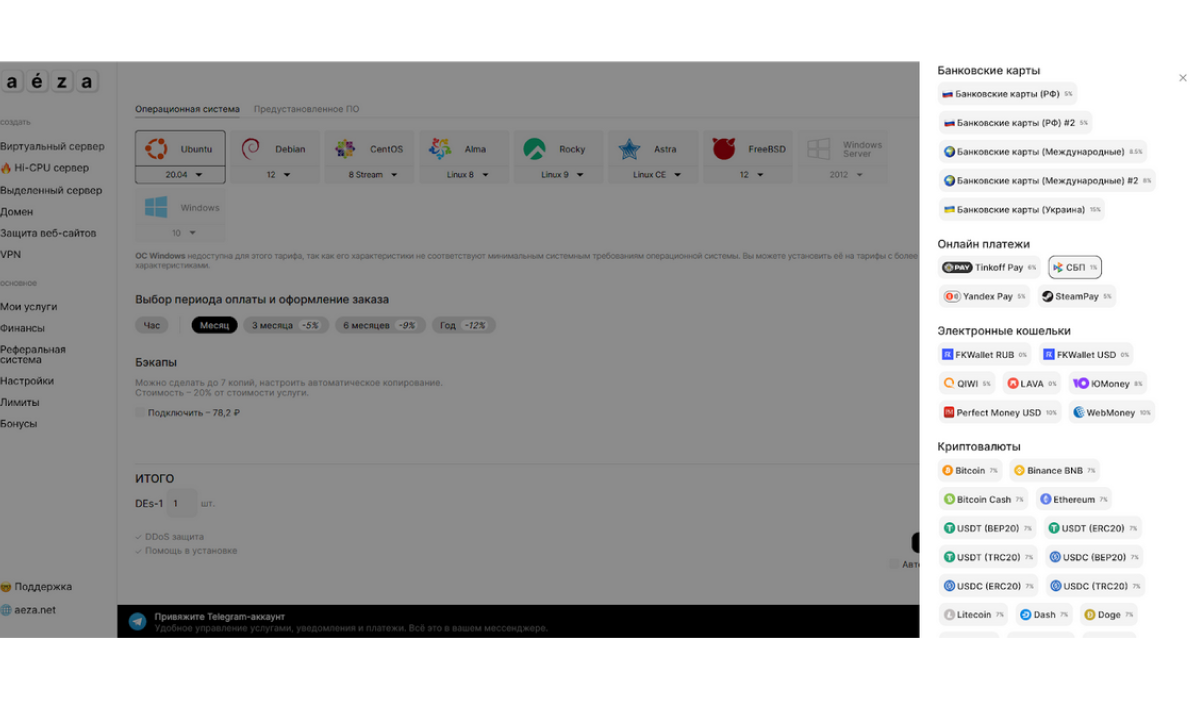 aéza
создать
Виртуальный сервер
Hi-CPU сервер
Выделенный сервер
Домен
Защита веб-сайтов
VPN
основное
Мои услуги
Финансы
Реферальная
система
Настройки
Лимиты
Бонусы
Поддержка
aeza.net
Операционная система Предустановленное ПО
Ubuntu Debian CentOS Alma Rocky Astra FreeBSD Windows Server
20.04 12 8 Stream Linux 8 Linux 9 Linux CE 12 2012
Windows
10
ОС Windows недоступна для этого тарифа, так как его характеристики не соответствуют минимальным системным требованиям операционной системы. Вы можете установить её на тарифы с более
характеристиками.
Выбор периода оплаты и оформление заказа
Час Месяц 3 месяца -5% 6 месяцев -9% Год -12%
Бэкапы
Можно сделать до 7 копий, настроить автоматическое копирование.
Стоимость – 20% от стоимости услуги.
Подключить – 78,2 ₽
ИТОГО
DEs-1 1 шт.
DDoS защита
Помощь в установке
Авто
Привяжите Telegram-аккаунт
Удобное управление услугами, уведомления и платежи. Всё это в вашем мессенджере.
Банковские карты
Банковские карты (РФ) 5%
Банковские карты (РФ) #2 5%
Банковские карты (Международные) 8.5%
Банковские карты (Международные) #2 8%
Банковские карты (Украина) 15%
Онлайн платежи
PAY Tinkoff Pay 6% СБП 1%
Yandex Pay 5% SteamPay 5%
Электронные кошельки
FKWallet RUB 0% FKWallet USD 0%
QIWI 5% LAVA 0% ЮMoney 8%
Perfect Money USD 10% WebMoney 10%
Криптовалюты
Bitcoin 7% Binance BNB 7%
Bitcoin Cash 7% Ethereum 7%
USDT (BEP20) 7% USDT (ERC20) 7%
USDT (TRC20) 7% USDC (BEP20) 7%
USDC (ERC20) 7% USDC (TRC20) 7%
Litecoin 7% Dash 7% Doge 7%